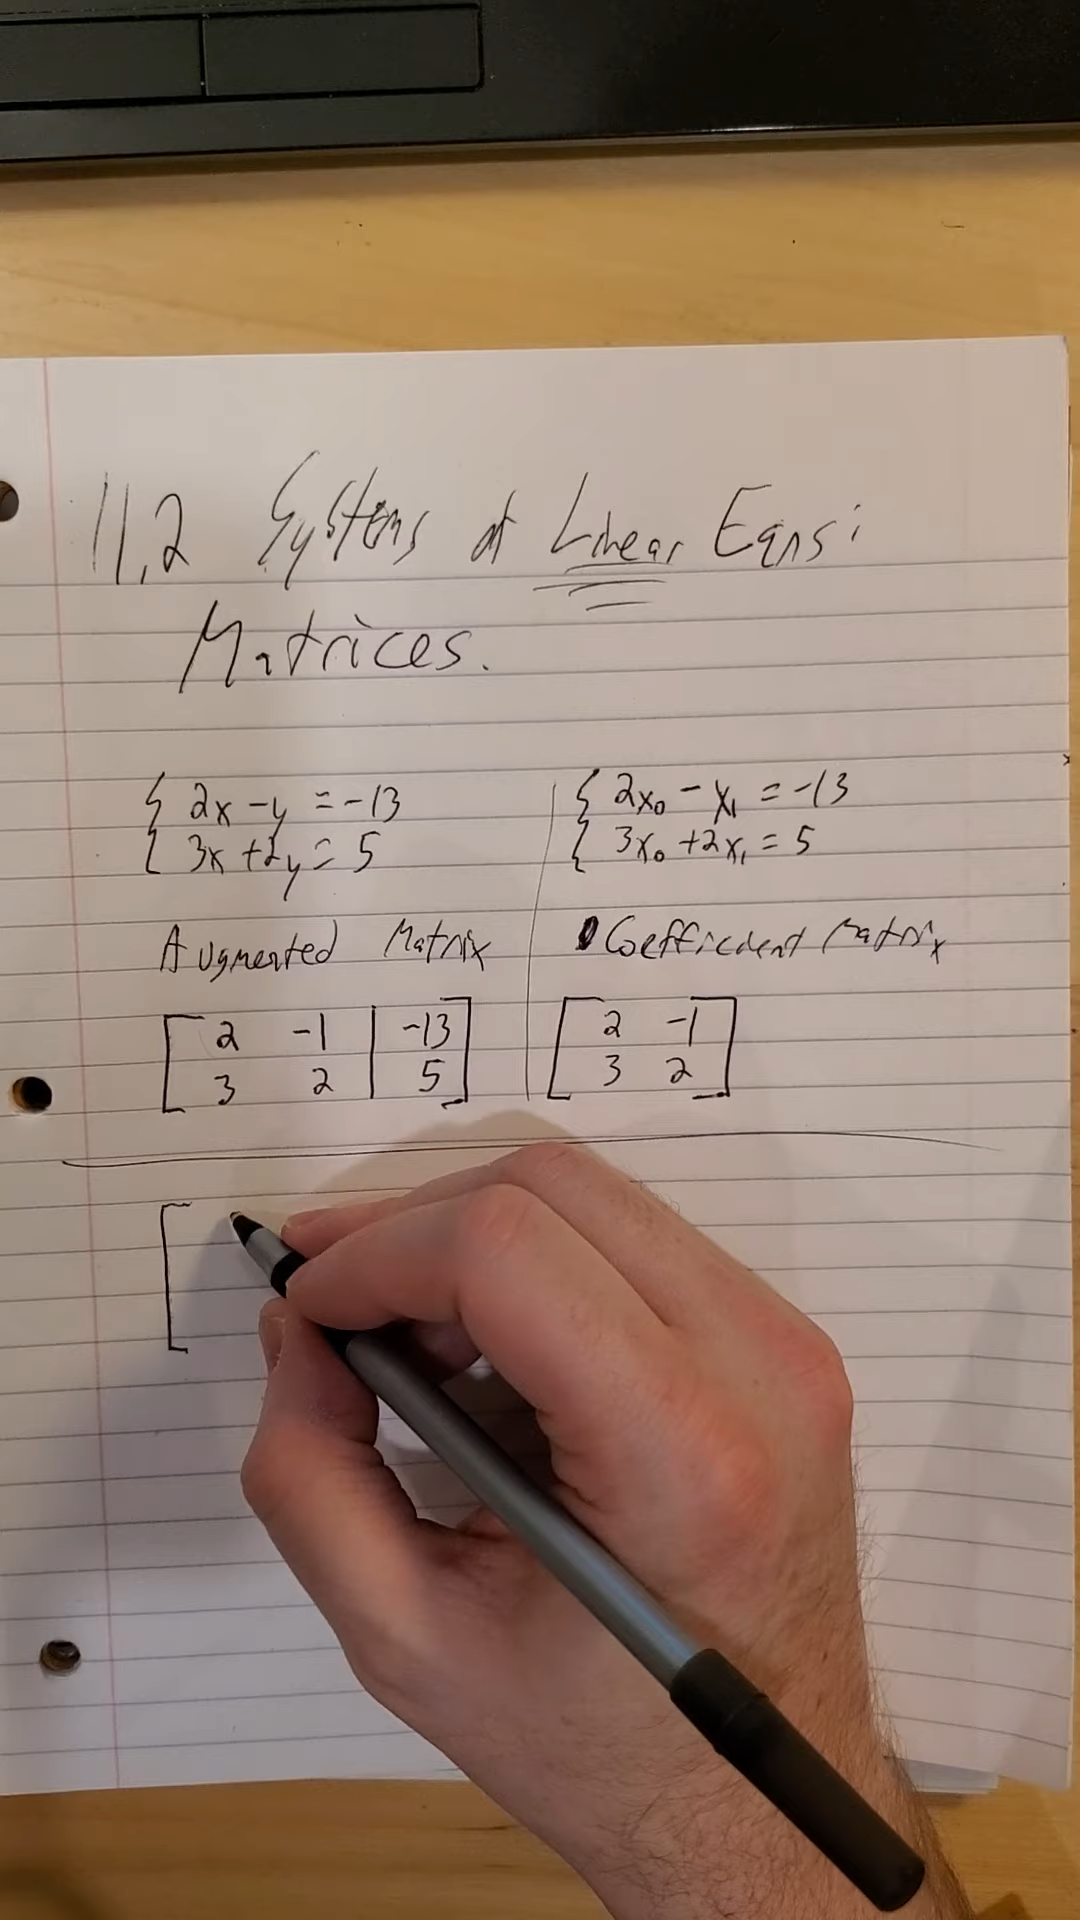 11.2 Systems of Linear Eqns:
Matrices.
{ 2x - y = -13
3x + 2y = 5
{ 2x₀ - x₁ = -13
3x₀ + 2x₁ = 5
Augmented Matrix
[ 2 -1 | -13
3 2 | 5 ]
Coefficient Matrix
[ 2 -1
3 2 ]
[